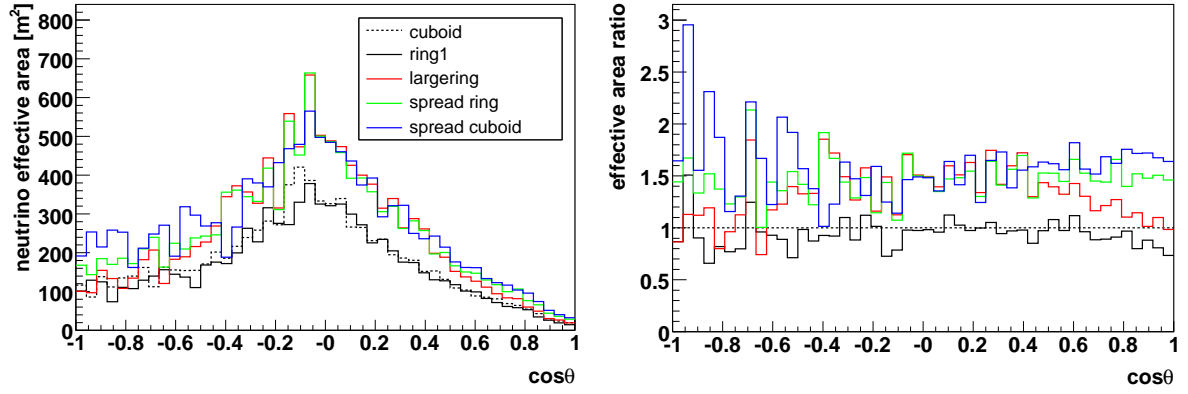 neutrino effective area [m²]
800
700
600
500
400
300
200
100
0
cuboid
ring1
largering
spread ring
spread cuboid
-1 -0.8 -0.6 -0.4 -0.2 -0 0.2 0.4 0.6 0.8 1
cosθ
effective area ratio
3
2.5
2
1.5
1
0.5
0
-1 -0.8 -0.6 -0.4 -0.2 -0 0.2 0.4 0.6 0.8 1
cosθ